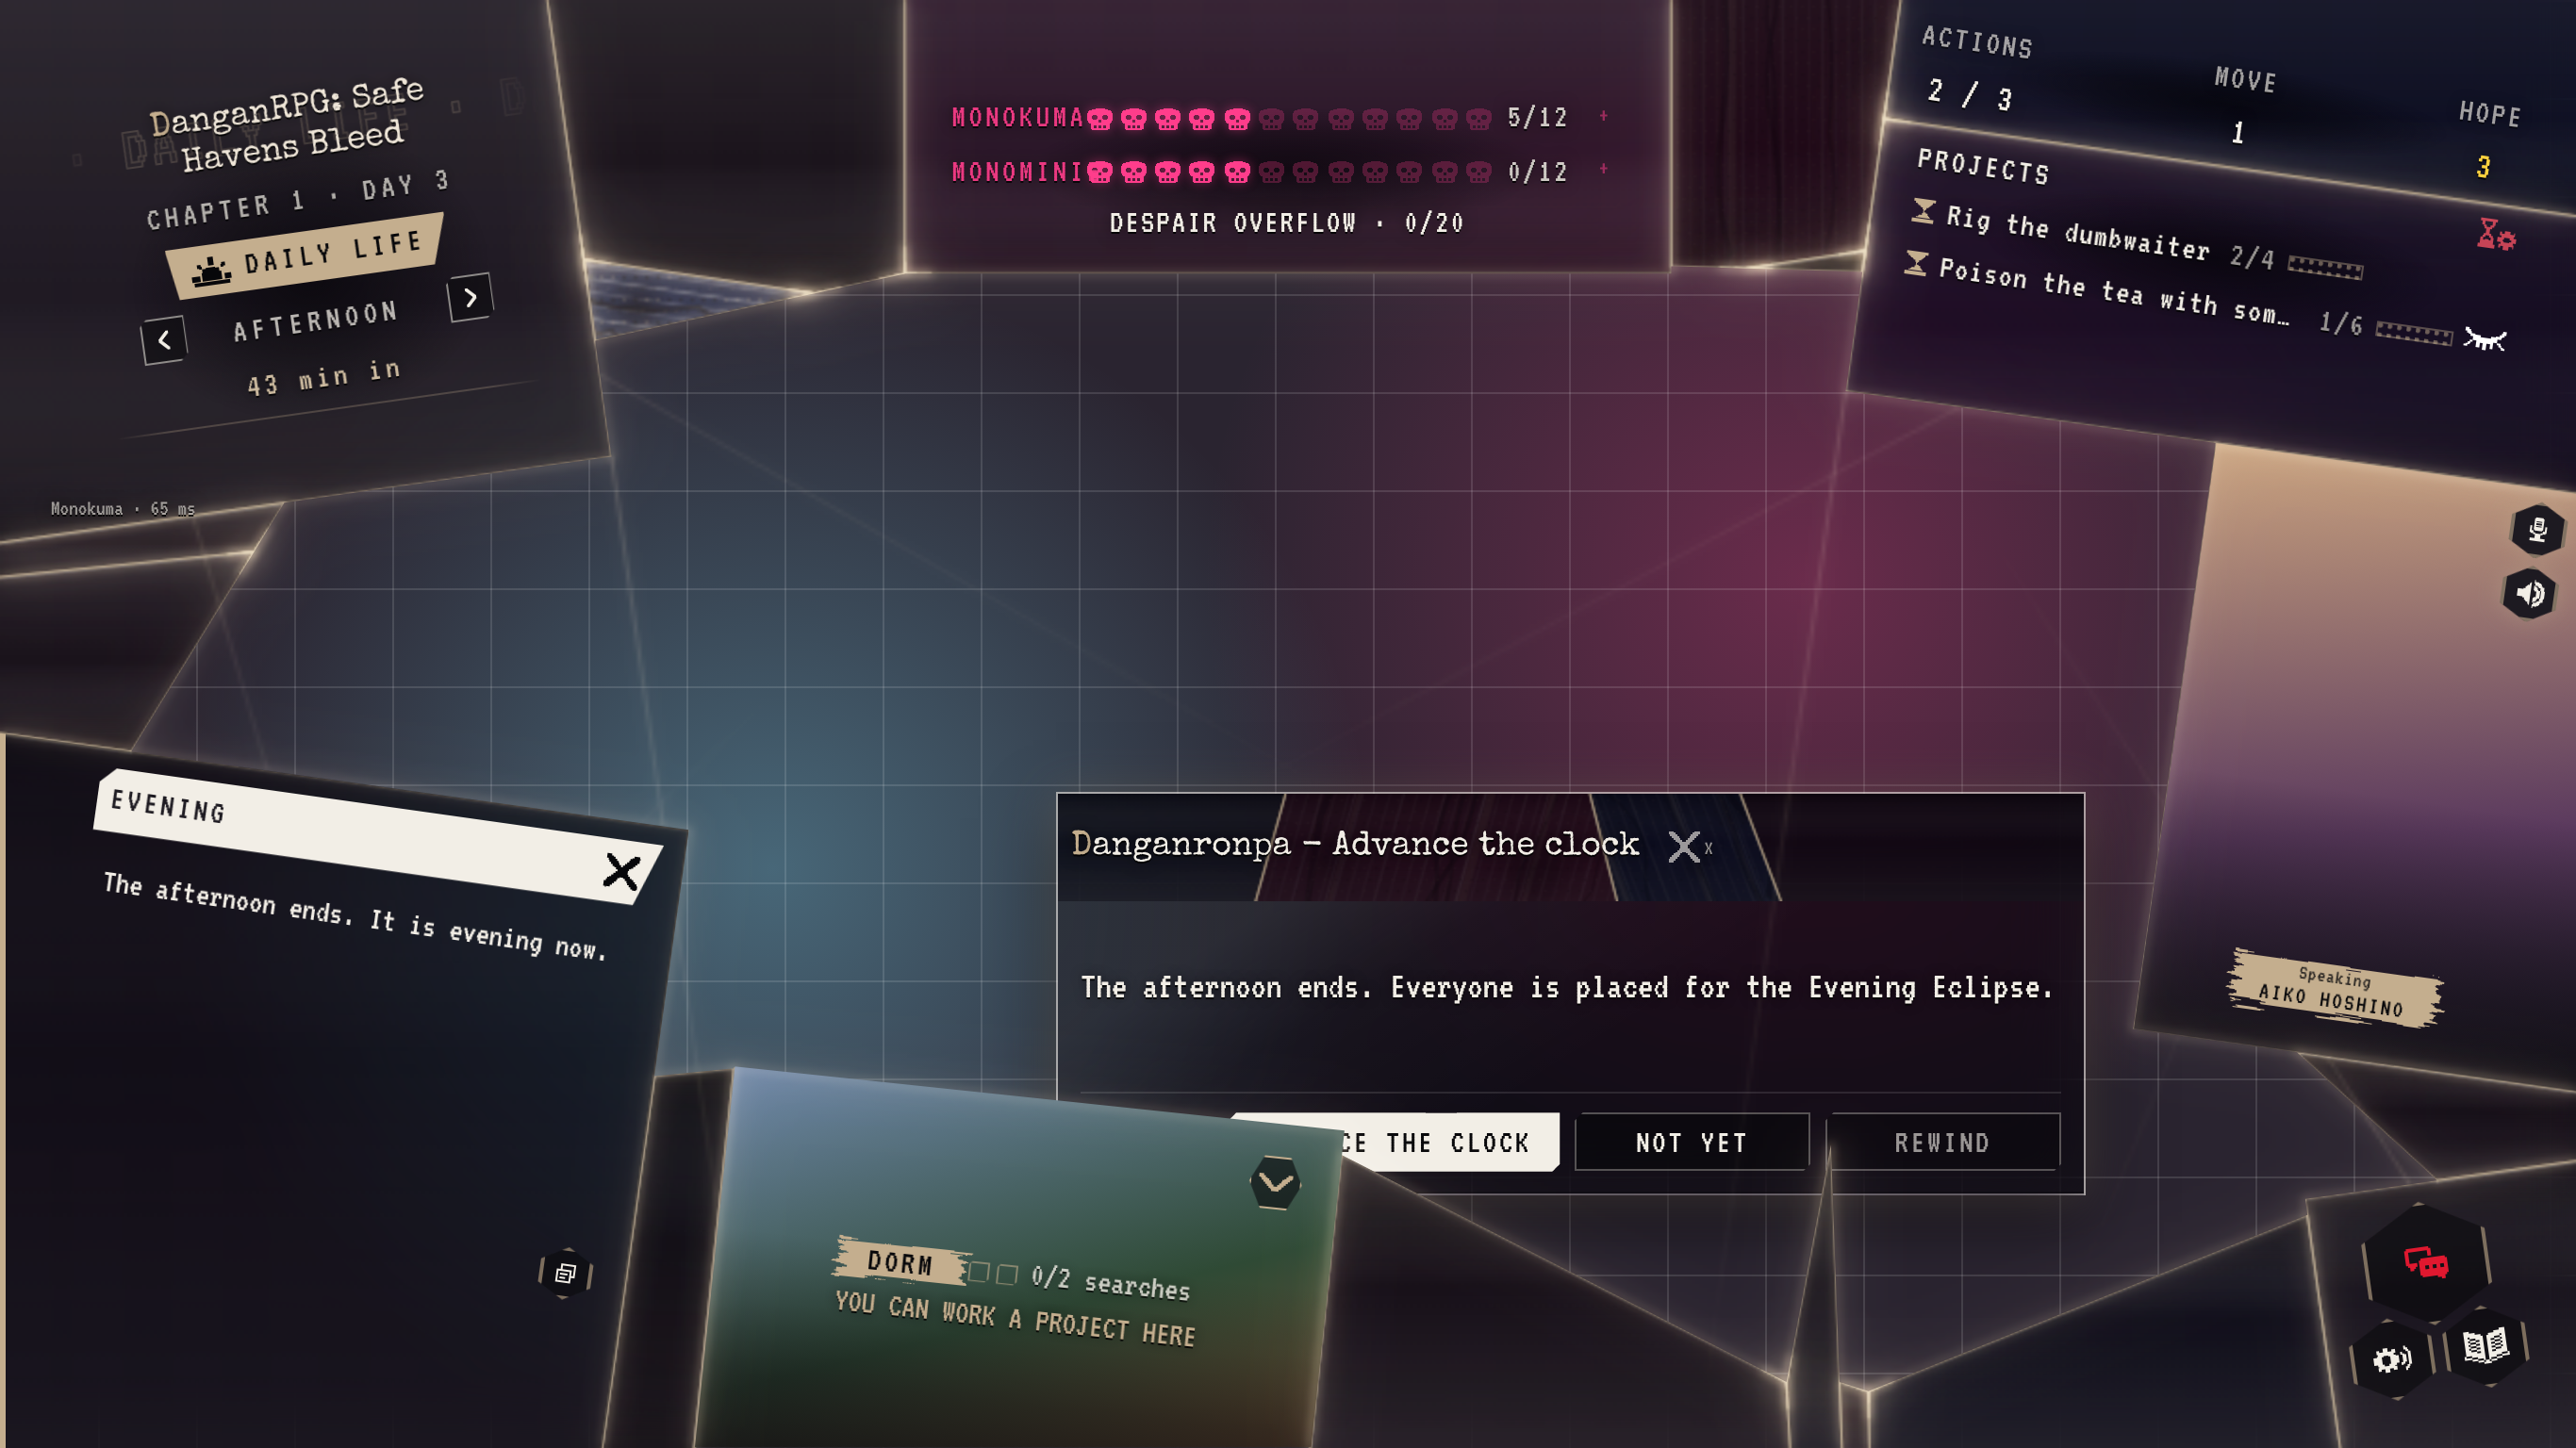 DanganRPG: Safe
Havens Bleed
CHAPTER 1 · DAY 3
DAILY LIFE
AFTERNOON
43 min in
Monokuma · 65 ms
MONOKUMA 5/12 +
MONOMINI 0/12 +
DESPAIR OVERFLOW · 0/20
ACTIONS
2 / 3
MOVE
1
HOPE
3
PROJECTS
Rig the dumbwaiter 2/4
Poison the tea with som… 1/6
Speaking
AIKO HOSHINO
EVENING
The afternoon ends. It is evening now.
Danganronpa – Advance the clock
X
The afternoon ends. Everyone is placed for the Evening Eclipse.
CE THE CLOCK
NOT YET
REWIND
DORM 0/2 searches
YOU CAN WORK A PROJECT HERE